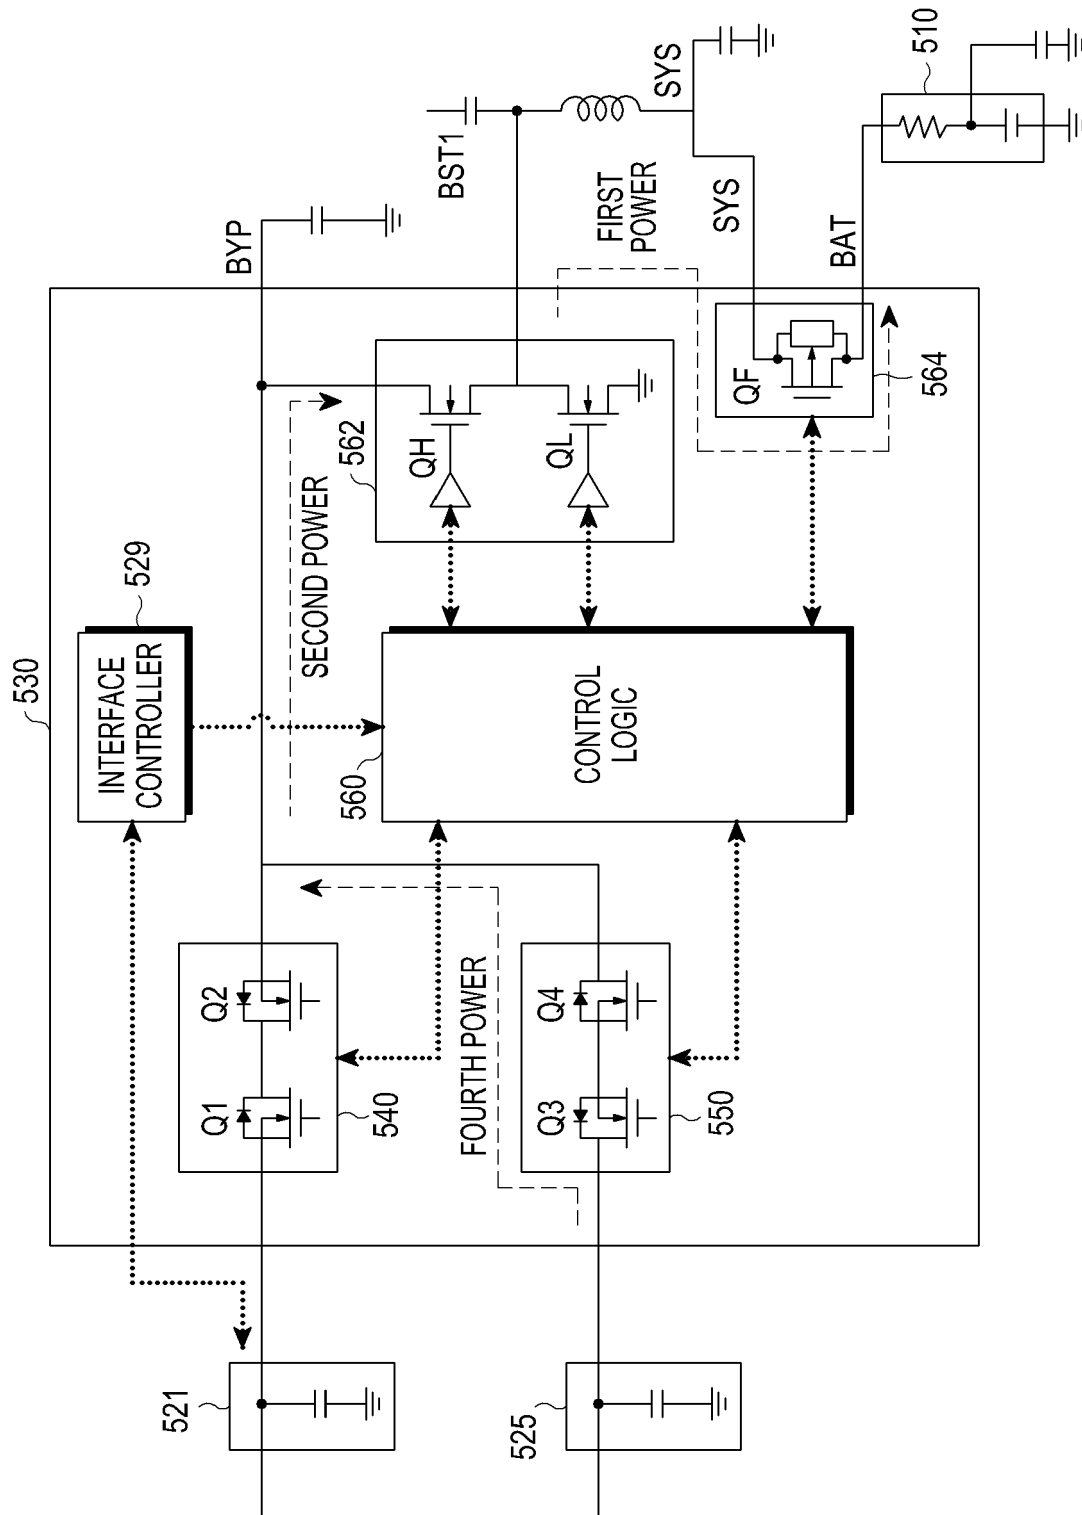 530
INTERFACE
CONTROLLER
529
521
525
Q1
Q2
540
Q3
Q4
550
FOURTH POWER
SECOND POWER
560
CONTROL
LOGIC
562
QH
QL
BYP
BST1
FIRST
POWER
SYS
SYS
QF
564
BAT
510